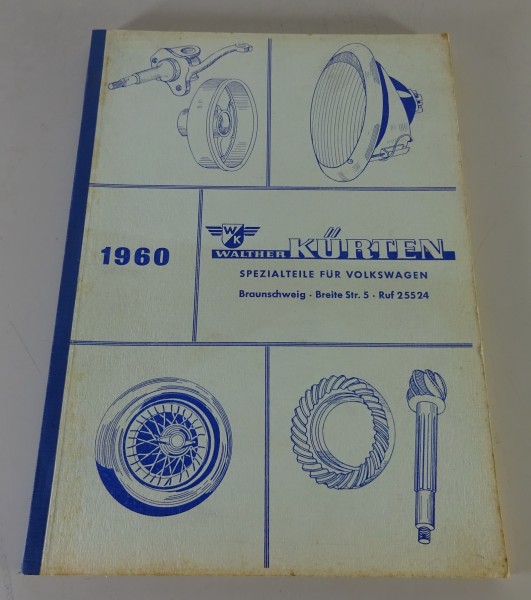 1960
WK
WALTHER KÜRTEN
SPEZIALTEILE FÜR VOLKSWAGEN
Braunschweig · Breite Str. 5 · Ruf 25524